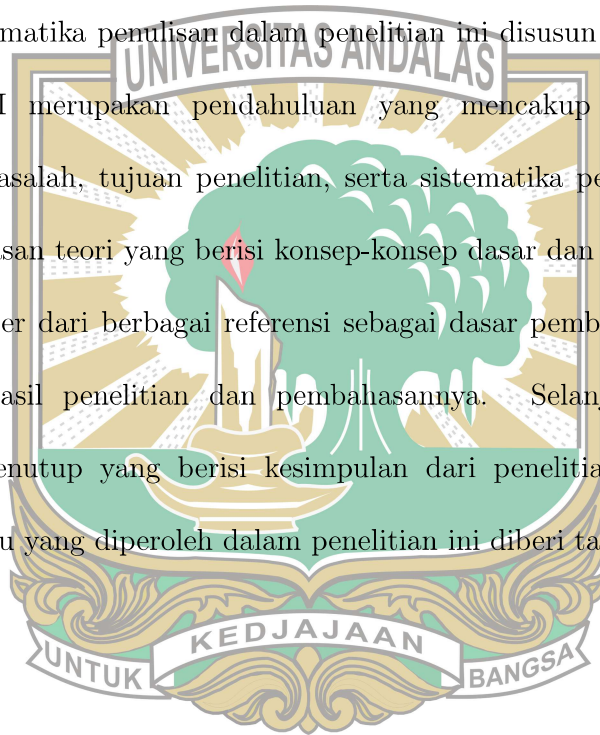 matika penulisan dalam penelitian ini disusun
UNIVERSITAS ANDALAS
I merupakan pendahuluan yang mencakup
asalah, tujuan penelitian, serta sistematika pe
san teori yang berisi konsep-konsep dasar dan
er dari berbagai referensi sebagai dasar pemb
asil penelitian dan pembahasannya. Selanj
enutup yang berisi kesimpulan dari penelitia
u yang diperoleh dalam penelitian ini diberi ta
UNTUK KEDJAJAAN BANGSA